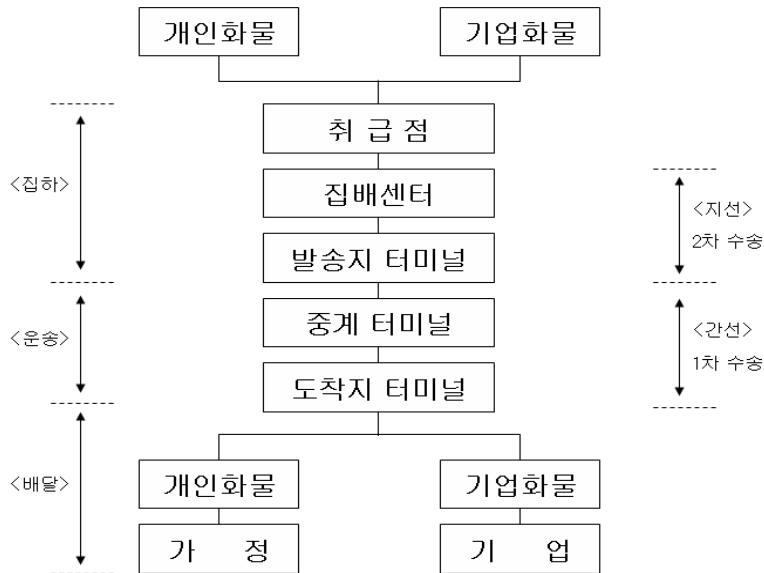 개인화물 기업화물
취 급 점
집배센터
<집하>
<지선>
2차 수송
발송지 터미널
중계 터미널
<운송>
<간선>
1차 수송
도착지 터미널
개인화물 기업화물
<배달>
가 정 기 업